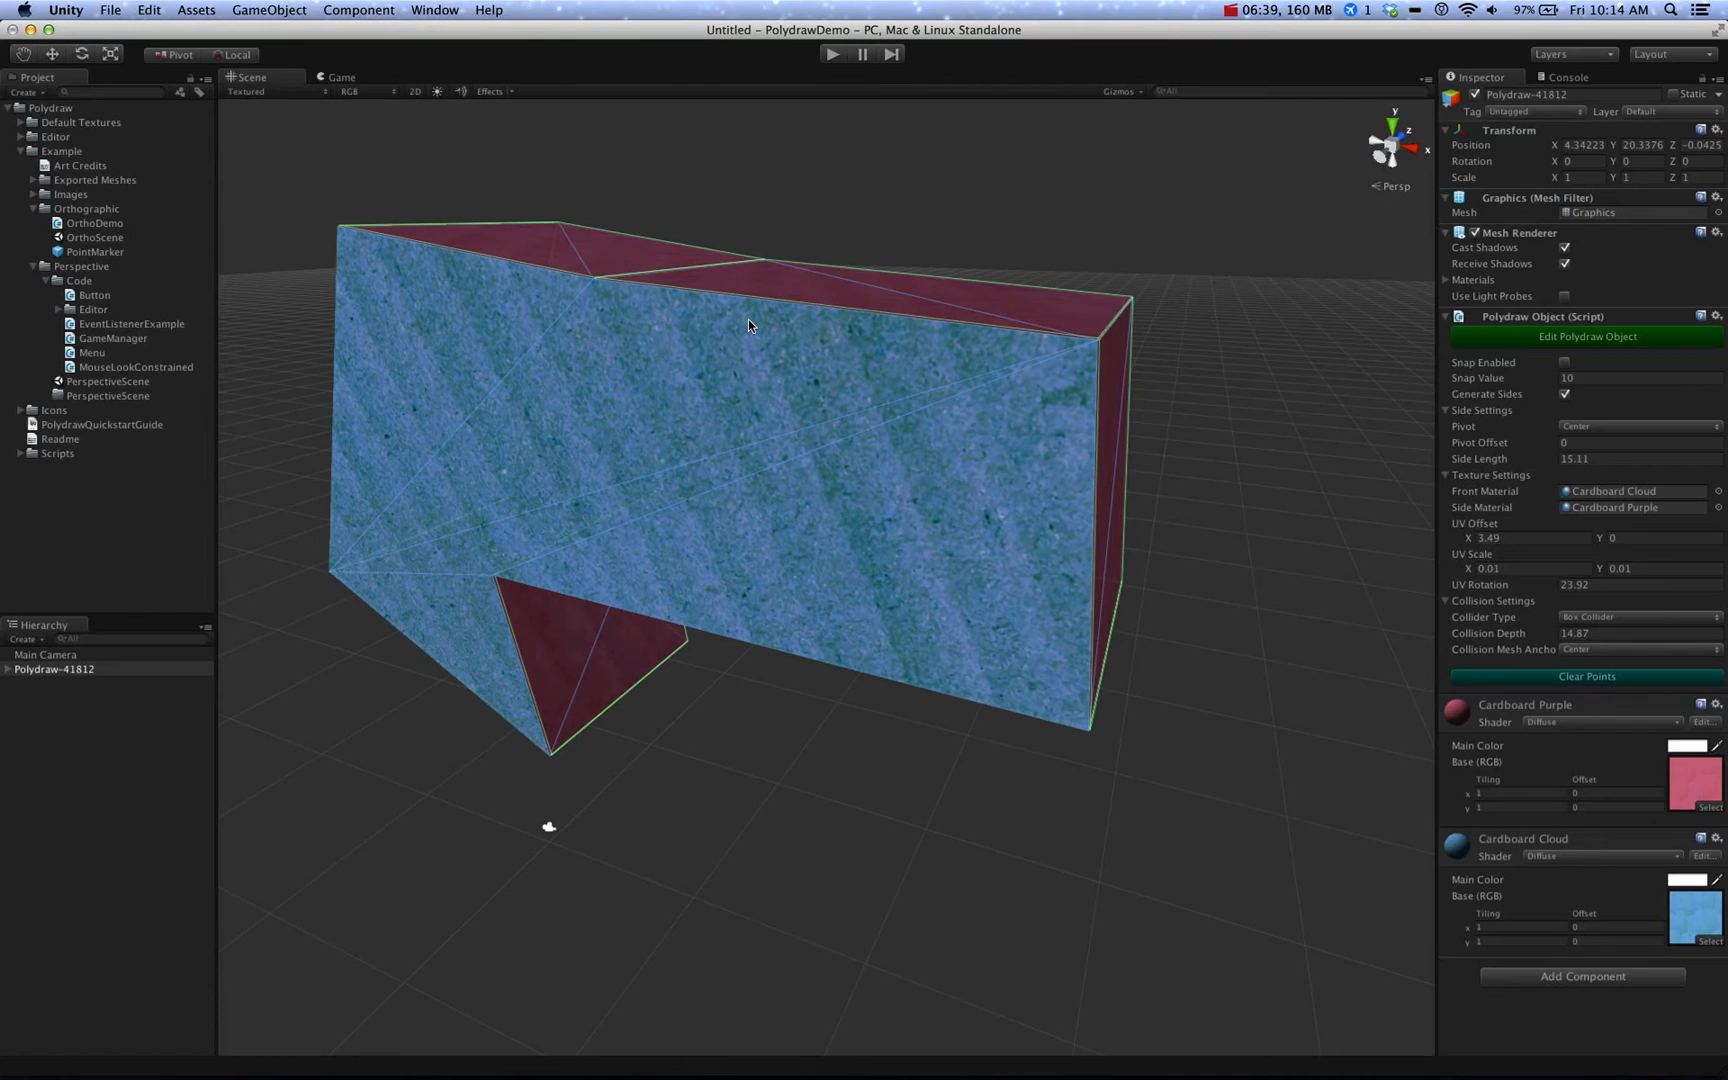 Unity File Edit Assets GameObject Component Window Help 06:39, 160 MB 1 97% Fri 10:14 AM
Untitled - PolydrawDemo - PC, Mac & Linux Standalone
Pivot Local Layers Layout
Project
Create
Polydraw
Default Textures
Editor
Example
Art Credits
Exported Meshes
Images
Orthographic
OrthoDemo
OrthoScene
PointMarker
Perspective
Code
Button
Editor
EventListenerExample
GameManager
Menu
MouseLookConstrained
PerspectiveScene
PerspectiveScene
Icons
PolydrawQuickstartGuide
Readme
Scripts
Hierarchy
Create All
Main Camera
Polydraw-41812
Scene Game
Textured RGB 2D Effects Gizmos All
y
z
x
Persp
Inspector Console
Polydraw-41812 Static
Tag Untagged Layer Default
Transform
Position X 4.34223 Y 20.3376 Z -0.0425
Rotation X 0 Y 0 Z 0
Scale X 1 Y 1 Z 1
Graphics (Mesh Filter)
Mesh Graphics
Mesh Renderer
Cast Shadows
Receive Shadows
Materials
Use Light Probes
Polydraw Object (Script)
Edit Polydraw Object
Snap Enabled
Snap Value 10
Generate Sides
Side Settings
Pivot Center
Pivot Offset 0
Side Length 15.11
Texture Settings
Front Material Cardboard Cloud
Side Material Cardboard Purple
UV Offset
X 3.49 Y 0
UV Scale
X 0.01 Y 0.01
UV Rotation 23.92
Collision Settings
Collider Type Box Collider
Collision Depth 14.87
Collision Mesh Ancho Center
Clear Points
Cardboard Purple
Shader Diffuse Edit...
Main Color
Base (RGB)
Tiling Offset
x 1 0
y 1 0
Select
Cardboard Cloud
Shader Diffuse Edit...
Main Color
Base (RGB)
Tiling Offset
x 1 0
y 1 0
Select
Add Component